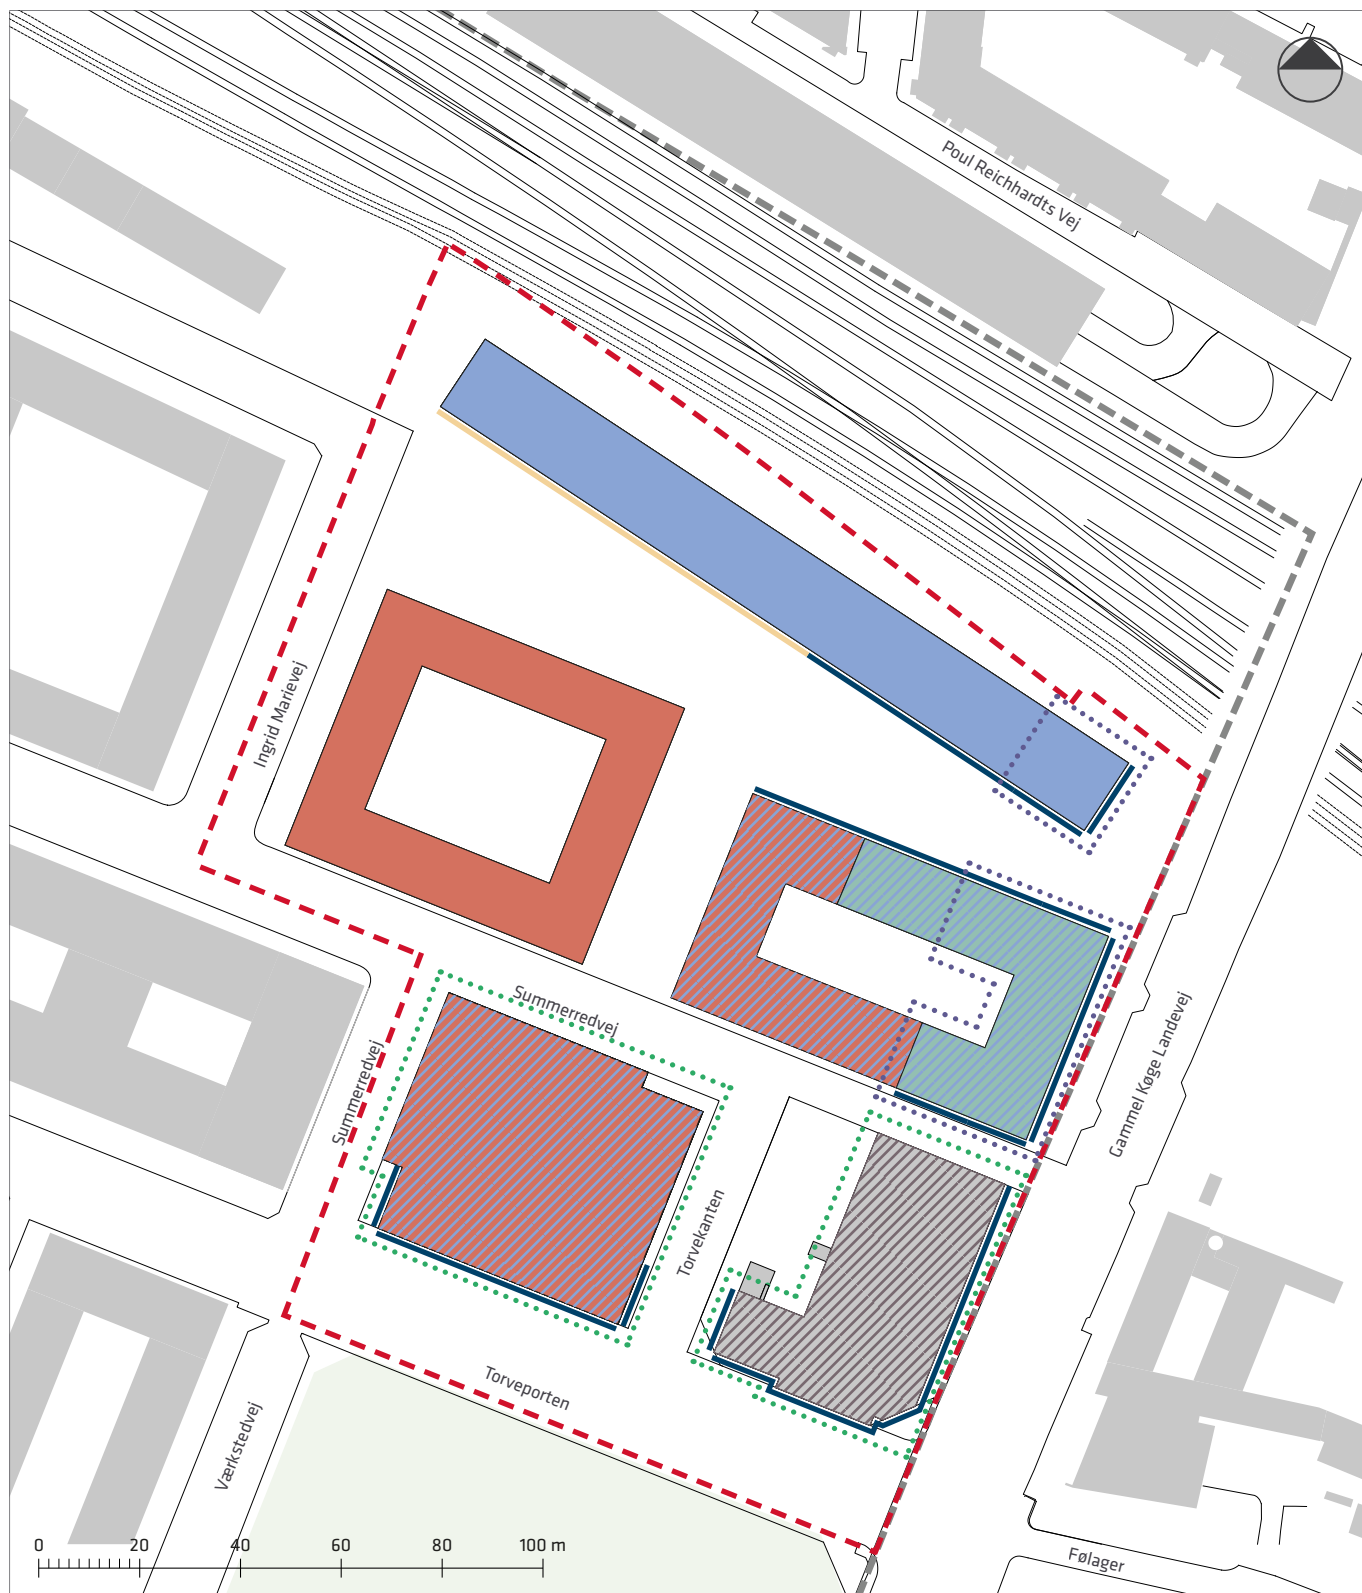 Poul Reichhardts Vej
Ingrid Marievej
Summerredvej
Summerredvej
Gammel Køge Landevej
Torvekanten
Torveporten
Værkstedvej
Følager
0 20 40 60 80 100 m